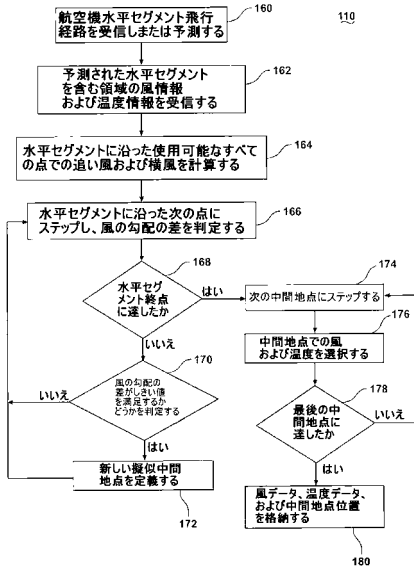 110
航空機水平セグメント飛行
経路を受信しまたは予測する
160
予測された水平セグメント
を含む領域の風情報
および温度情報を受信する
162
水平セグメントに沿った使用可能なすべて
の点での追い風および横風を計算する
164
水平セグメントに沿った次の点に
ステップし、風の勾配の差を判定する
166
水平セグ
メント終点
に達したか
168
はい
いいえ
風の勾配の
差がしきい値
を満足するか
どうかを判定する
170
いいえ
はい
新しい擬似中間
地点を定義する
172
次の中間地点にステップする
174
中間地点での風
および温度を選択する
176
最後の中
間地点に
達したか
178
いいえ
はい
風データ、温度データ、
および中間地点位置
を格納する
180